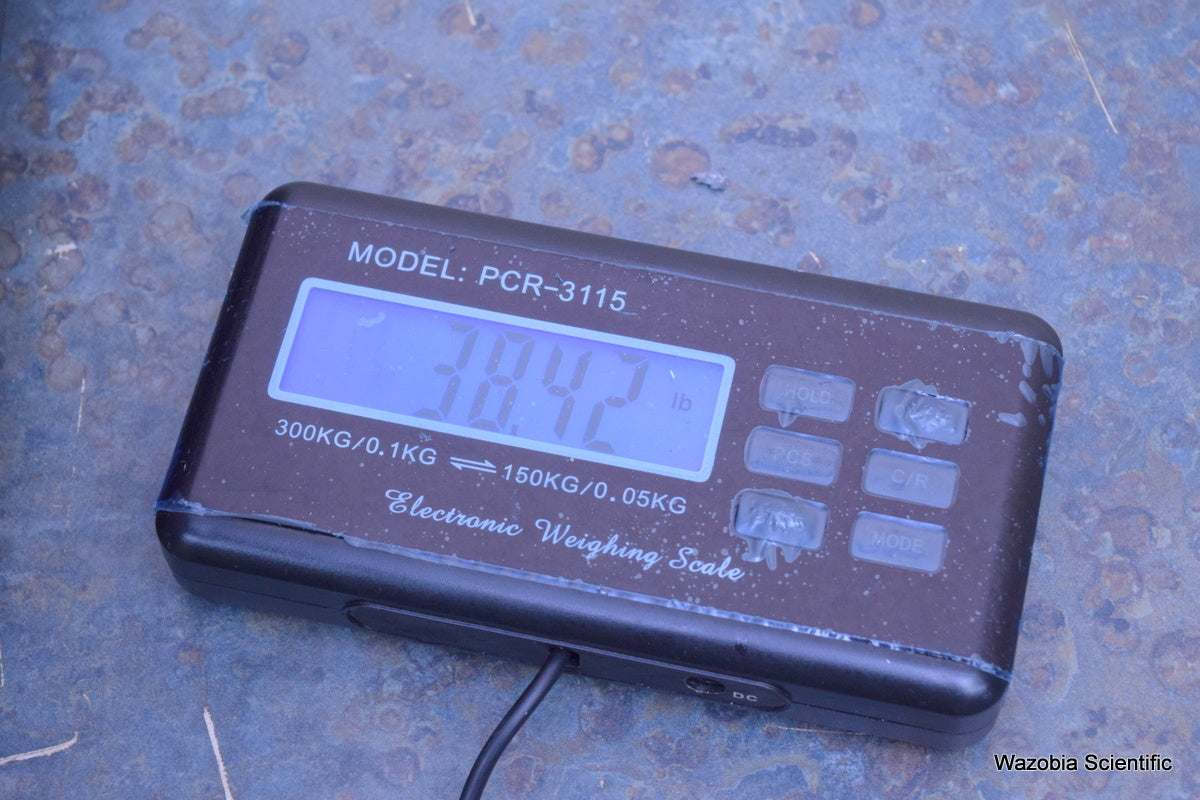 MODEL: PCR-3115
38.42 lb
300KG/0.1KG ⇌ 150KG/0.05KG
Electronic Weighing Scale
HOLD
PCS
C/R
MODE
DC
Wazobia Scientific